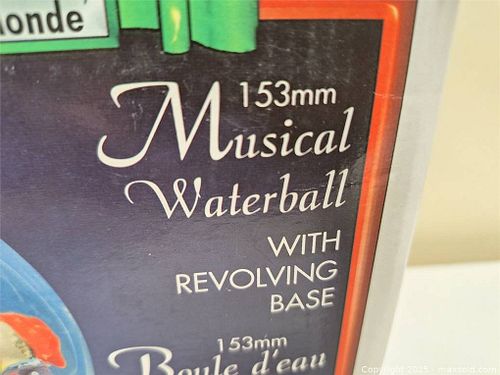 onde
153mm
Musical
Waterball
WITH
REVOLVING
BASE
153mm
Boule d'eau
Copyright 2025 - maxsold.com